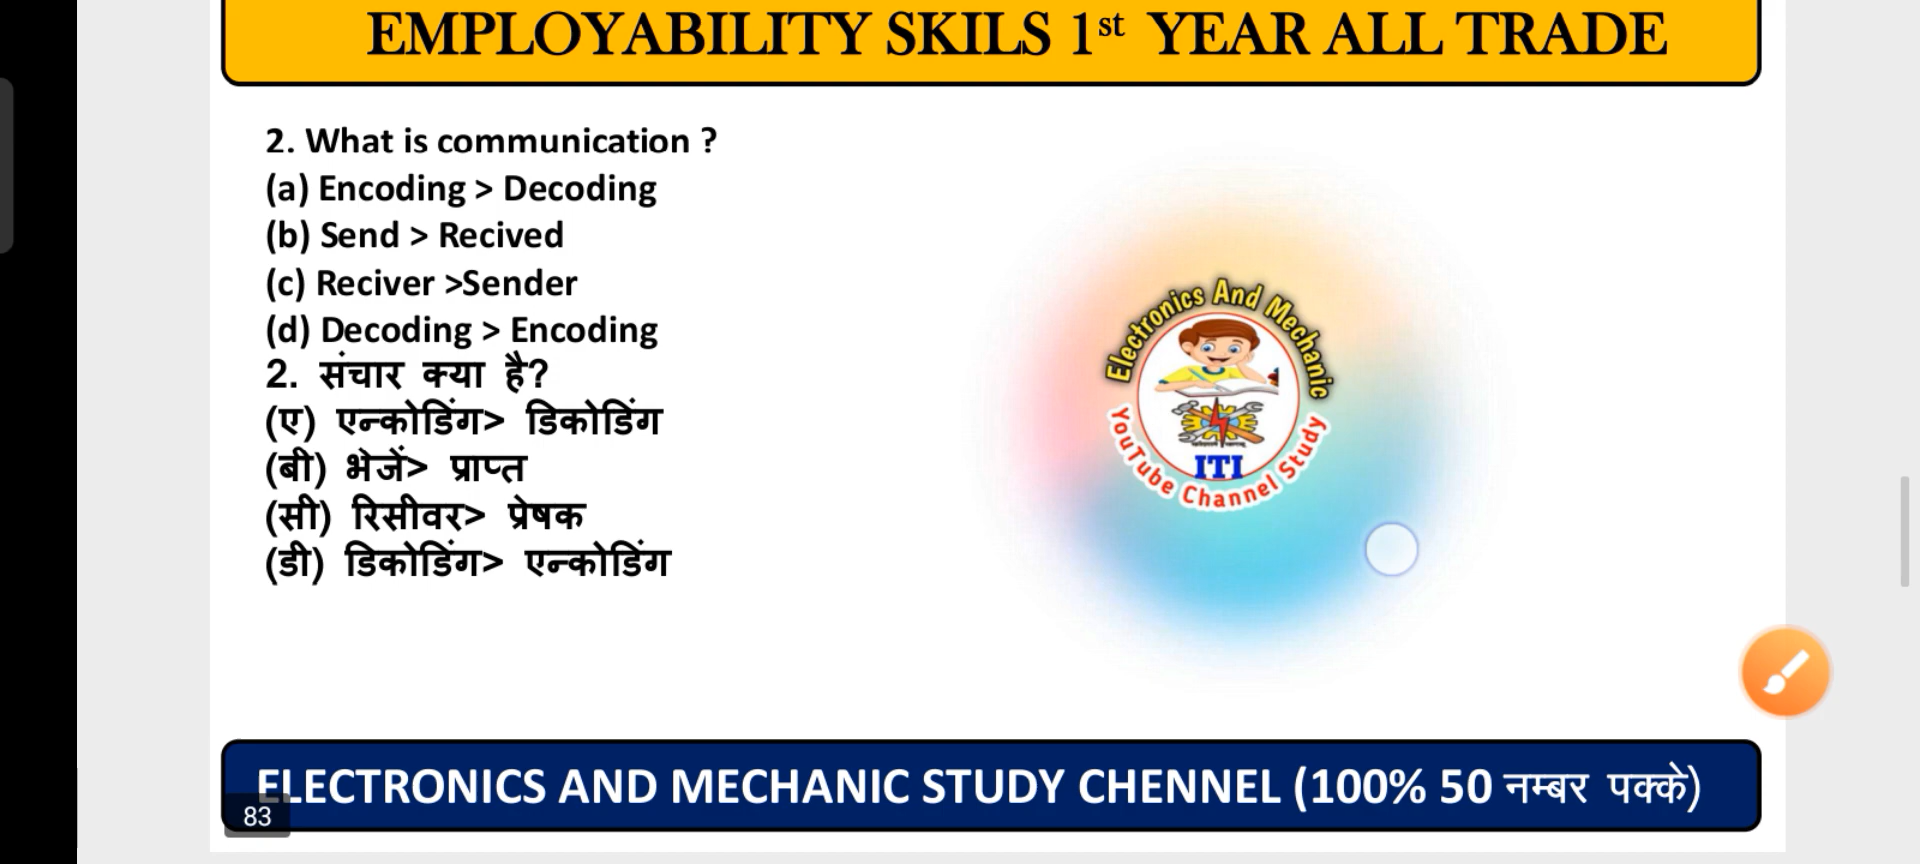 EMPLOYABILITY SKILS 1st YEAR ALL TRADE
2. What is communication ?
(a) Encoding > Decoding
(b) Send > Recived
(c) Reciver >Sender
(d) Decoding > Encoding
2. संचार क्या है?
(ए) एन्कोडिंग> डिकोडिंग
(बी) भेजें> प्राप्त
(सी) रिसीवर> प्रेषक
(डी) डिकोडिंग> एन्कोडिंग
Electronics And Mechanic
ITI
YouTube Channel Study
ELECTRONICS AND MECHANIC STUDY CHENNEL (100% 50 नम्बर पक्के)
83